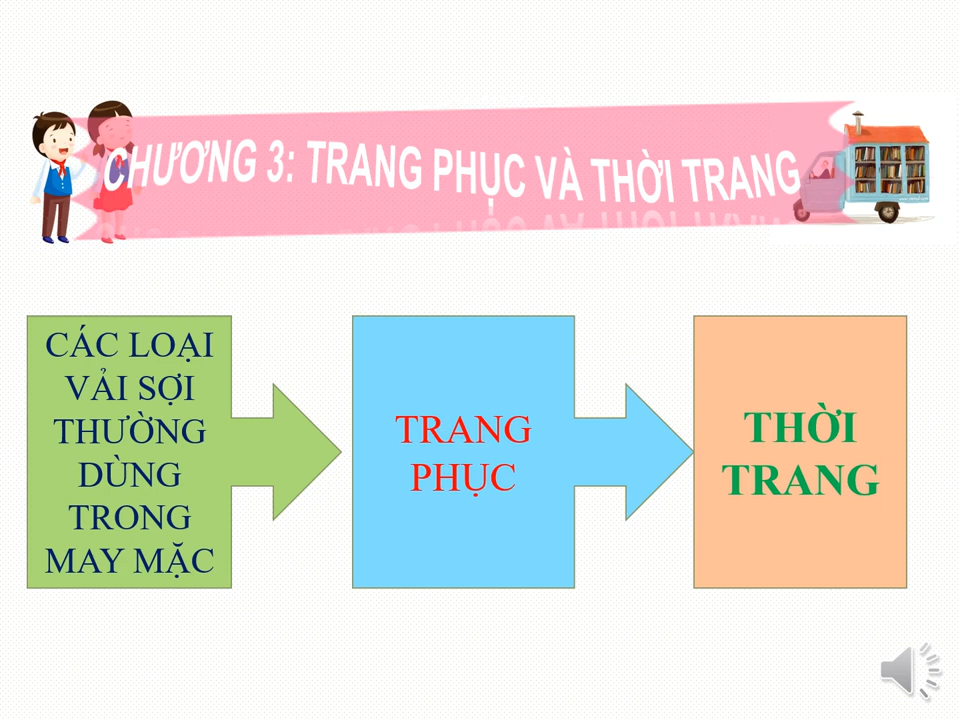 CHƯƠNG 3: TRANG PHỤC VÀ THỜI TRANG
CÁC LOẠI
VẢI SỢI
THƯỜNG
DÙNG
TRONG
MAY MẶC
TRANG
PHỤC
THỜI
TRANG